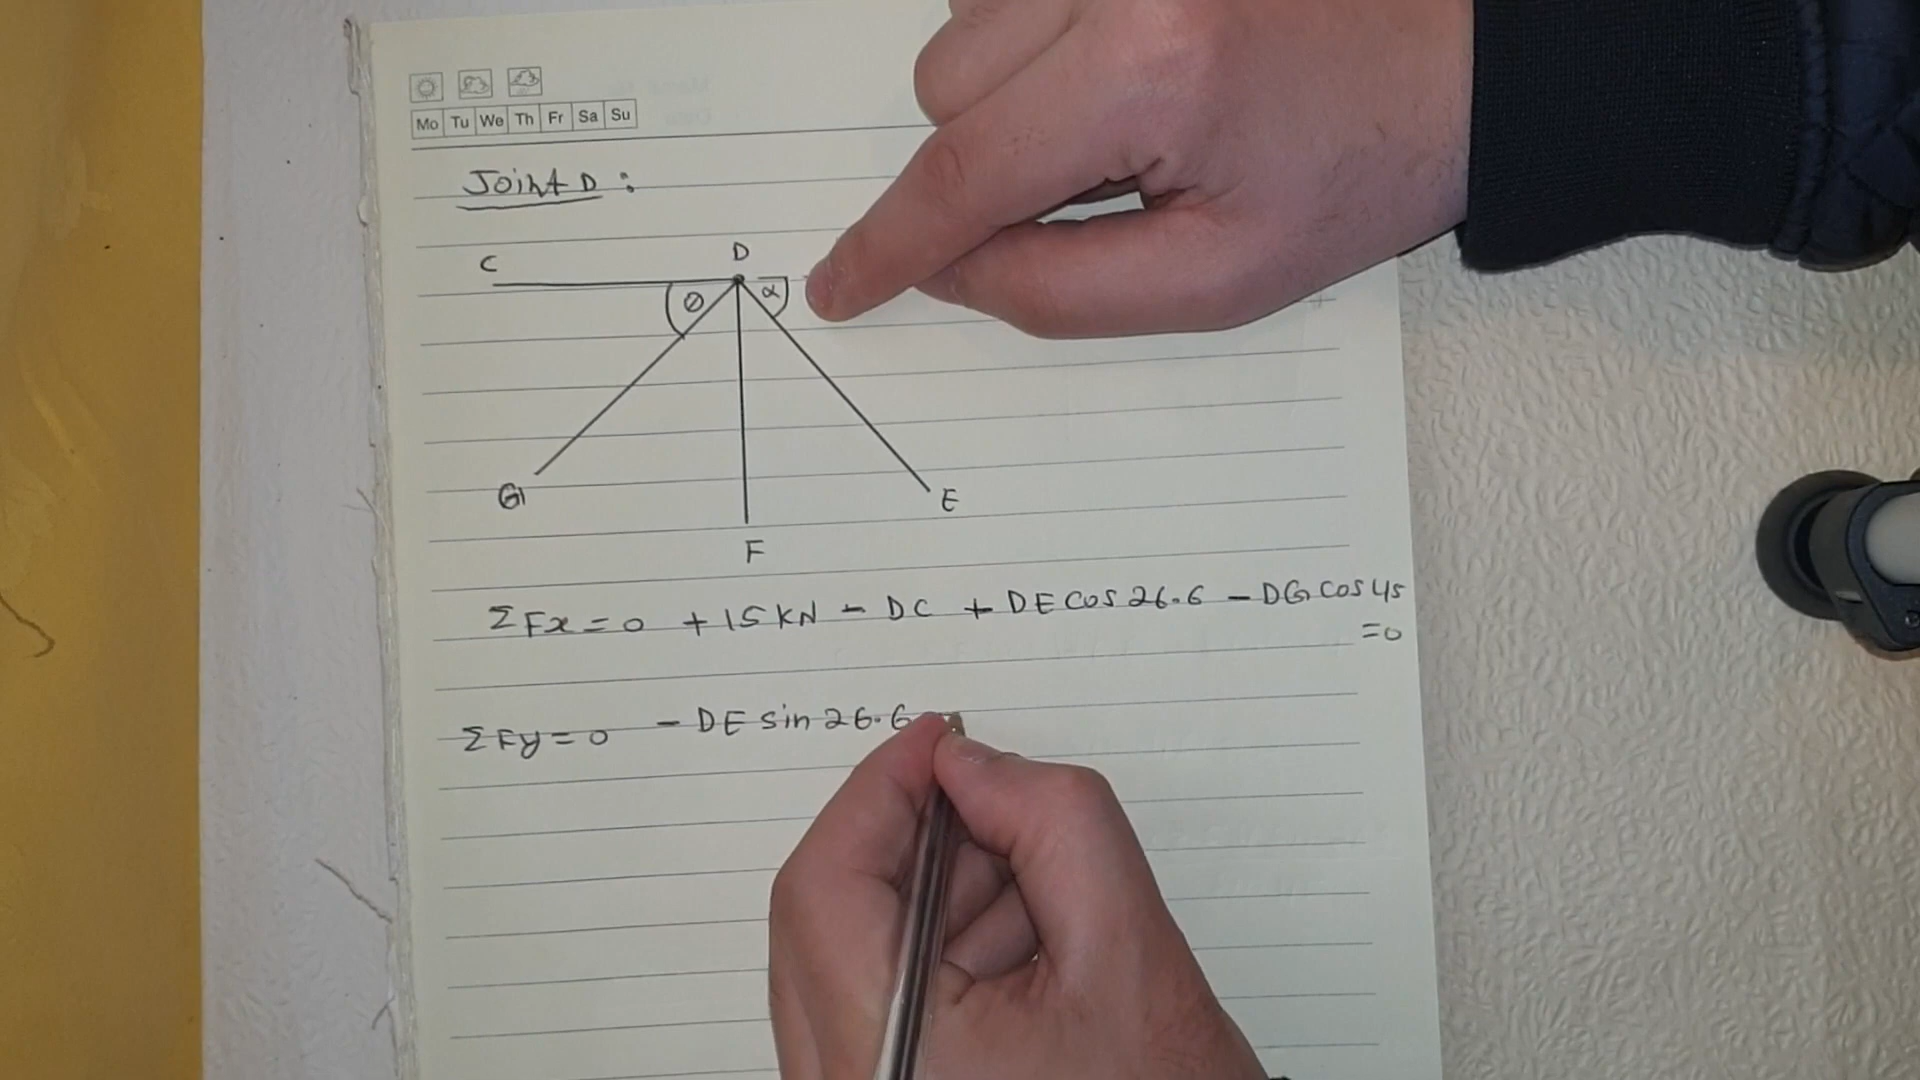 Mo Tu We Th Fr Sa Su
Joint D :
C
D
Ø
α
G
E
F
ΣFx = 0 + 15 KN - DC + DE cos 26.6 - DG cos 45
= 0
ΣFy = 0 - DE sin 26.6